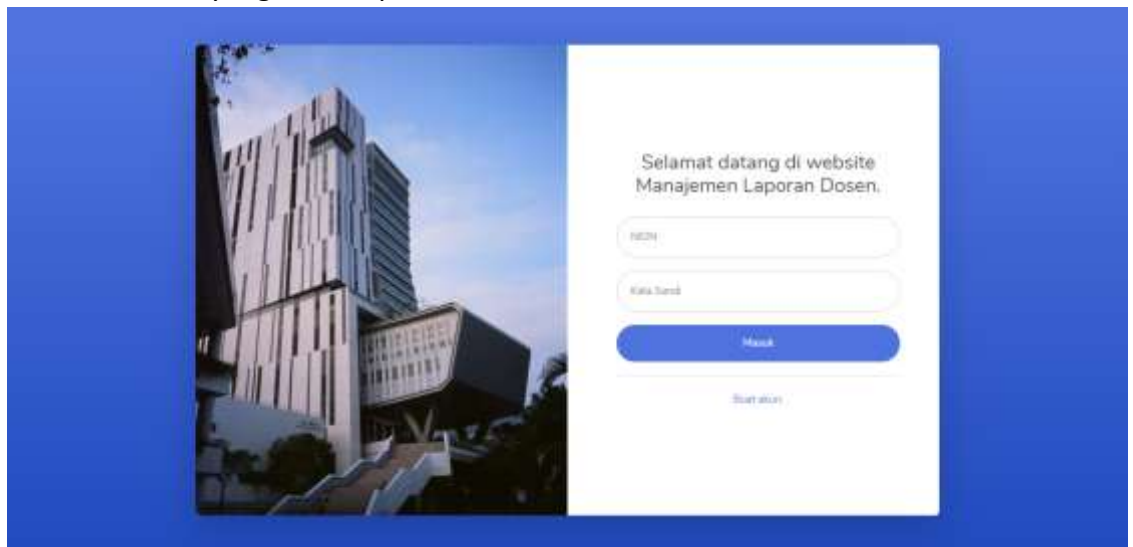 Selamat datang di website
Manajemen Laporan Dosen.
NIDN
Kata Sandi
Masuk
Buat akun